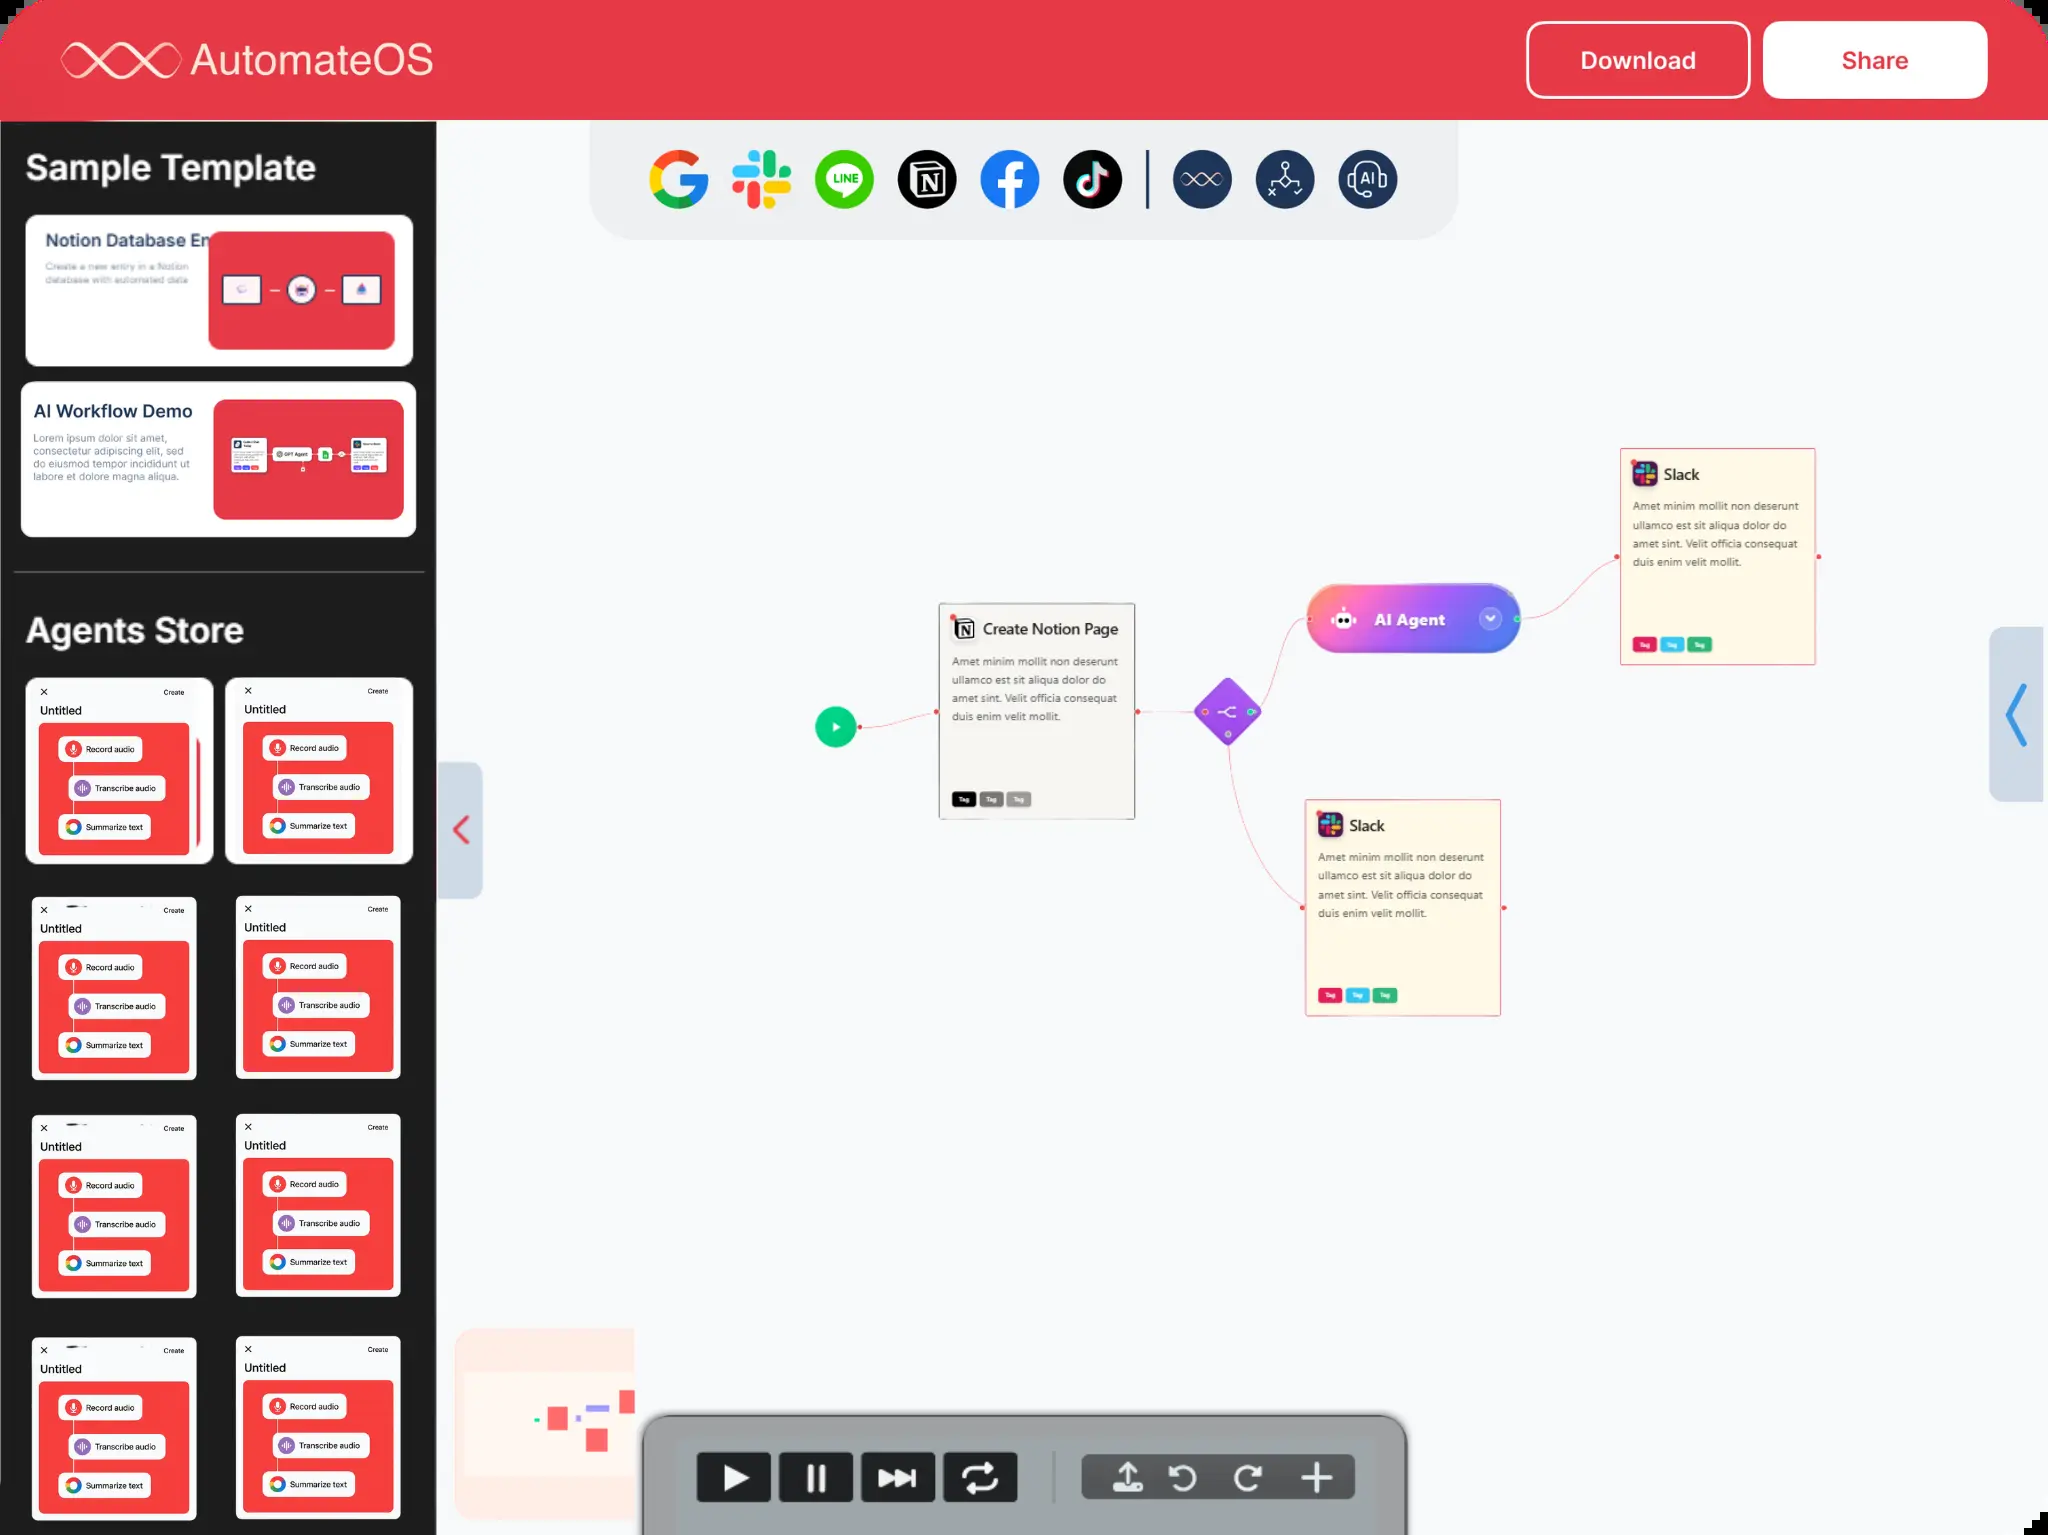 AutomateOS
Download
Share
Sample Template
Notion Database En
Create a new entry in a Notion
database with automated data
AI Workflow Demo
Lorem ipsum dolor sit amet,
consectetur adipiscing elit, sed
do eiusmod tempor incididunt ut
labore et dolore magna aliqua.
GPT Agent
Agents Store
Create
Untitled
Record audio
Transcribe audio
Summarize text
Create
Untitled
Record audio
Transcribe audio
Summarize text
Create
Untitled
Record audio
Transcribe audio
Summarize text
Create
Untitled
Record audio
Transcribe audio
Summarize text
Create
Untitled
Record audio
Transcribe audio
Summarize text
Create
Untitled
Record audio
Transcribe audio
Summarize text
Create
Untitled
Record audio
Transcribe audio
Summarize text
Create
Untitled
Record audio
Transcribe audio
Summarize text
LINE
N
AI
Create Notion Page
Amet minim mollit non deserunt
ullamco est sit aliqua dolor do
amet sint. Velit officia consequat
duis enim velit mollit.
Tag Tag Tag
AI Agent
Slack
Amet minim mollit non deserunt
ullamco est sit aliqua dolor do
amet sint. Velit officia consequat
duis enim velit mollit.
Tag Tag Tag
Slack
Amet minim mollit non deserunt
ullamco est sit aliqua dolor do
amet sint. Velit officia consequat
duis enim velit mollit.
Tag Tag Tag